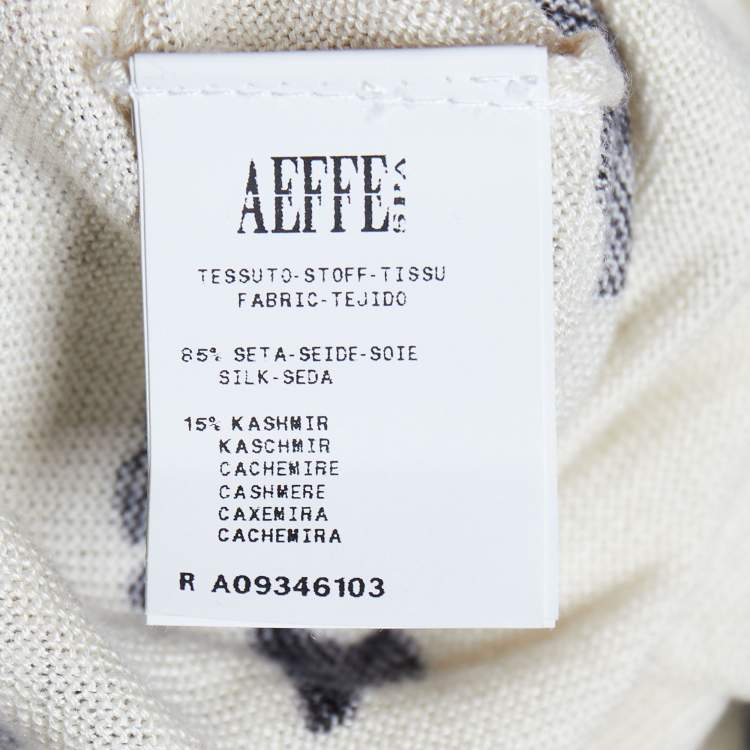 AEFFE SPA
TESSUTO-STOFF-TISSU
FABRIC-TEJIDO
85% SETA-SEIDE-SOIE
SILK-SEDA
15% KASHMIR
KASCHMIR
CACHEMIRE
CASHMERE
CAXEMIRA
CACHEMIRA
R A09346103